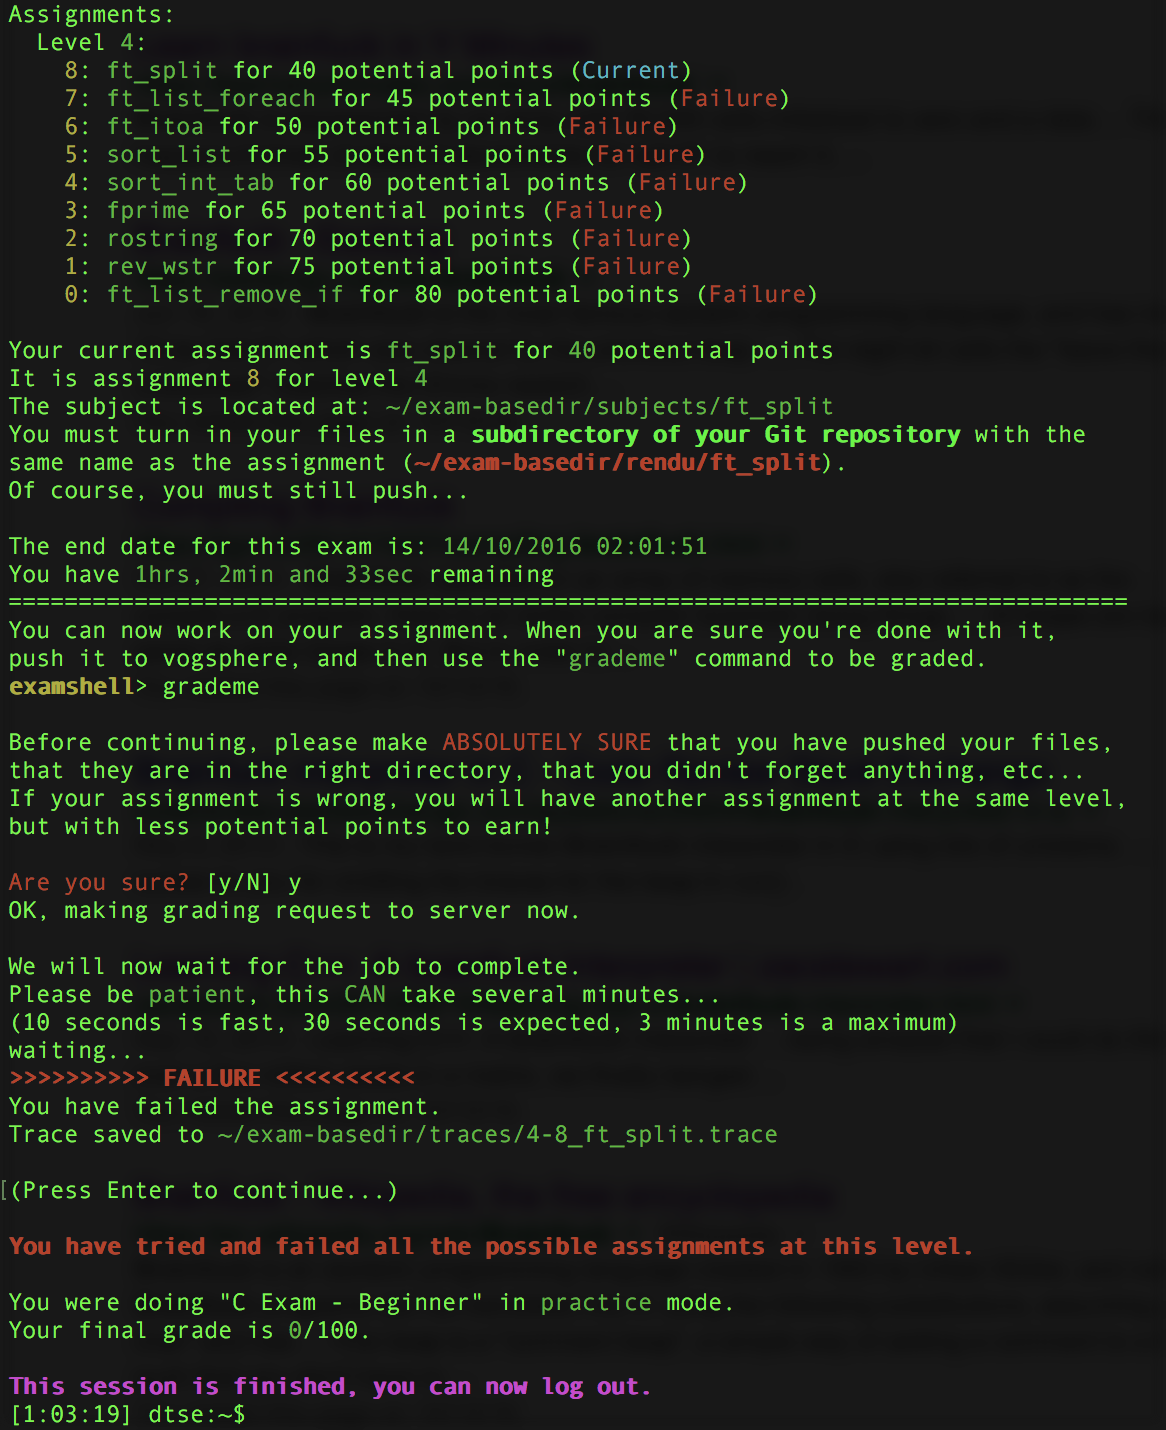 Assignments:
  Level 4:
    8: ft_split for 40 potential points (Current)
    7: ft_list_foreach for 45 potential points (Failure)
    6: ft_itoa for 50 potential points (Failure)
    5: sort_list for 55 potential points (Failure)
    4: sort_int_tab for 60 potential points (Failure)
    3: fprime for 65 potential points (Failure)
    2: rostring for 70 potential points (Failure)
    1: rev_wstr for 75 potential points (Failure)
    0: ft_list_remove_if for 80 potential points (Failure)

Your current assignment is ft_split for 40 potential points
It is assignment 8 for level 4
The subject is located at: ~/exam-basedir/subjects/ft_split
You must turn in your files in a subdirectory of your Git repository with the
same name as the assignment (~/exam-basedir/rendu/ft_split).
Of course, you must still push...

The end date for this exam is: 14/10/2016 02:01:51
You have 1hrs, 2min and 33sec remaining
================================================================================
You can now work on your assignment. When you are sure you're done with it,
push it to vogsphere, and then use the "grademe" command to be graded.
examshell> grademe

Before continuing, please make ABSOLUTELY SURE that you have pushed your files,
that they are in the right directory, that you didn't forget anything, etc...
If your assignment is wrong, you will have another assignment at the same level,
but with less potential points to earn!

Are you sure? [y/N] y
OK, making grading request to server now.

We will now wait for the job to complete.
Please be patient, this CAN take several minutes...
(10 seconds is fast, 30 seconds is expected, 3 minutes is a maximum)
waiting...
>>>>>>>>>> FAILURE <<<<<<<<<<
You have failed the assignment.
Trace saved to ~/exam-basedir/traces/4-8_ft_split.trace

[(Press Enter to continue...)

You have tried and failed all the possible assignments at this level.

You were doing "C Exam - Beginner" in practice mode.
Your final grade is 0/100.

This session is finished, you can now log out.
[1:03:19] dtse:~$